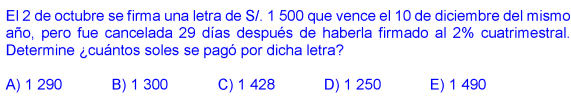 El 2 de octubre se firma una letra de S/. 1 500 que vence el 10 de diciembre del mismo
año, pero fue cancelada 29 días después de haberla firmado al 2% cuatrimestral.
Determine ¿cuántos soles se pagó por dicha letra?
A) 1 290 B) 1 300 C) 1 428 D) 1 250 E) 1 490